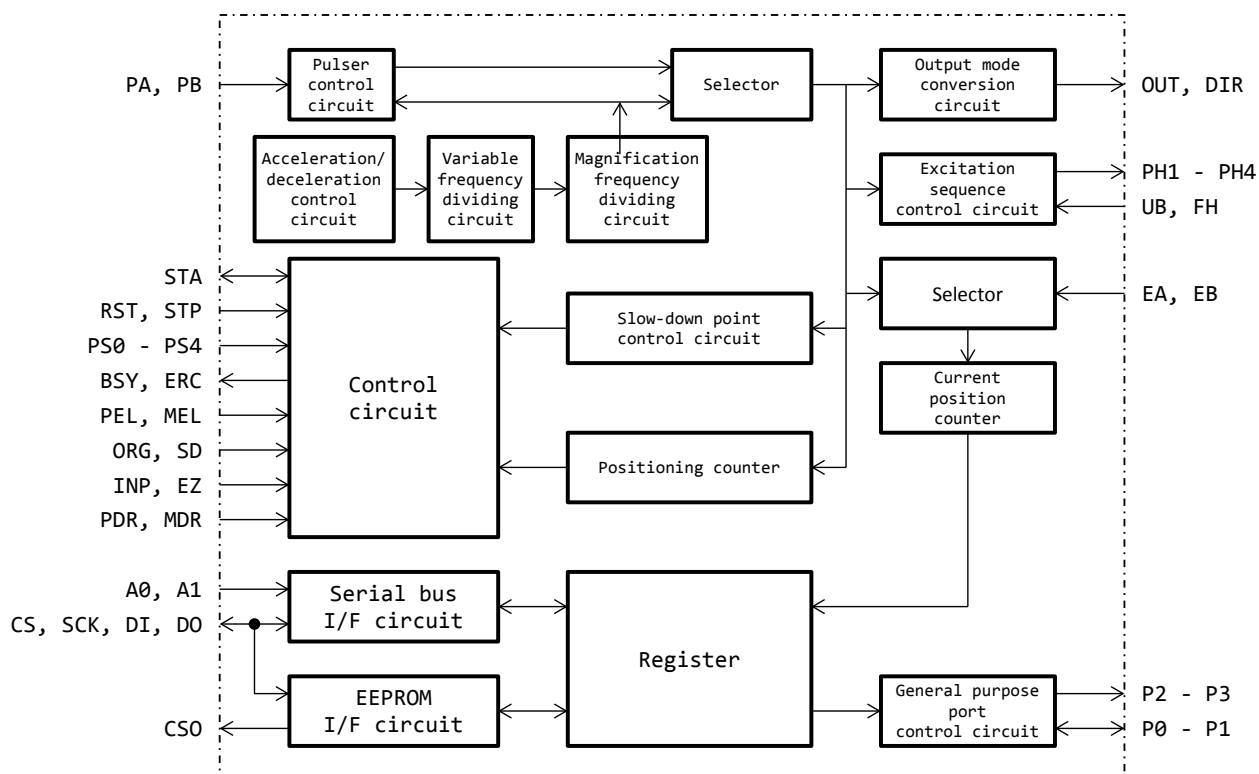 PA, PB
Pulser
control
circuit
Selector
Output mode
conversion
circuit
OUT, DIR
Acceleration/
deceleration
control
circuit
Variable
frequency
dividing
circuit
Magnification
frequency
dividing
circuit
Excitation
sequence
control circuit
PH1 - PH4
UB, FH
STA
RST, STP
PS0 - PS4
BSY, ERC
PEL, MEL
ORG, SD
INP, EZ
PDR, MDR
Control
circuit
Slow-down point
control circuit
Selector
EA, EB
Current
position
counter
Positioning counter
A0, A1
CS, SCK, DI, DO
Serial bus
I/F circuit
Register
EEPROM
I/F circuit
CSO
General purpose
port
control circuit
P2 - P3
P0 - P1